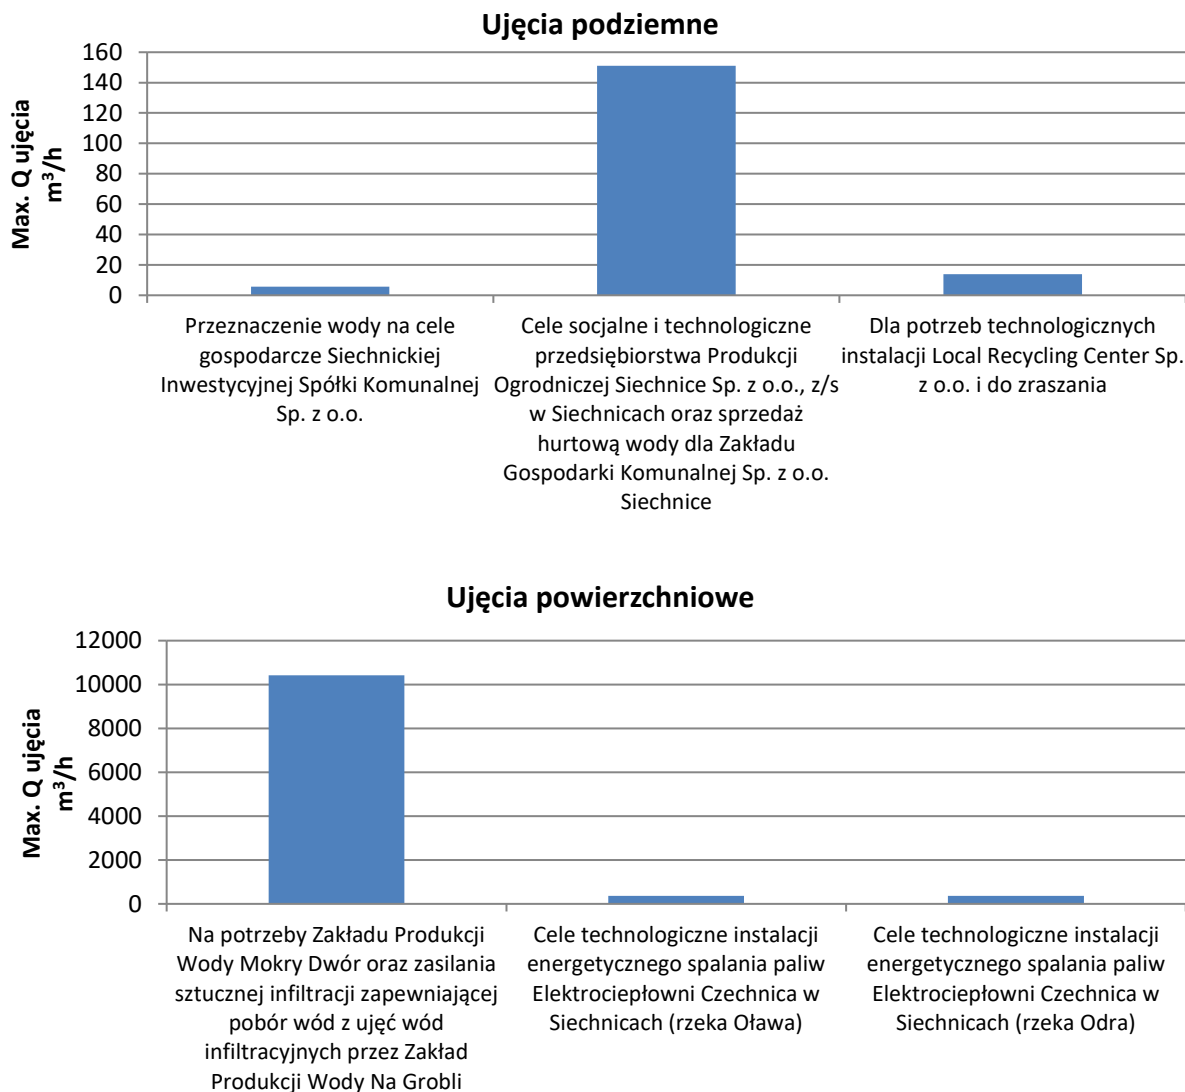 Ujęcia podziemne
Max. Q ujęcia
m³/h
160
140
120
100
80
60
40
20
0
Przeznaczenie wody na cele
gospodarcze Siechnickiej
Inwestycyjnej Spółki Komunalnej
Sp. z o.o.
Cele socjalne i technologiczne
przedsiębiorstwa Produkcji
Ogrodniczej Siechnice Sp. z o.o., z/s
w Siechnicach oraz sprzedaż
hurtową wody dla Zakładu
Gospodarki Komunalnej Sp. z o.o.
Siechnice
Dla potrzeb technologicznych
instalacji Local Recycling Center Sp.
z o.o. i do zraszania
Ujęcia powierzchniowe
Max. Q ujęcia
m³/h
12000
10000
8000
6000
4000
2000
0
Na potrzeby Zakładu Produkcji
Wody Mokry Dwór oraz zasilania
sztucznej infiltracji zapewniającej
pobór wód z ujęć wód
infiltracyjnych przez Zakład
Produkcji Wody Na Grobli
Cele technologiczne instalacji
energetycznego spalania paliw
Elektrociepłowni Czechnica w
Siechnicach (rzeka Oława)
Cele technologiczne instalacji
energetycznego spalania paliw
Elektrociepłowni Czechnica w
Siechnicach (rzeka Odra)